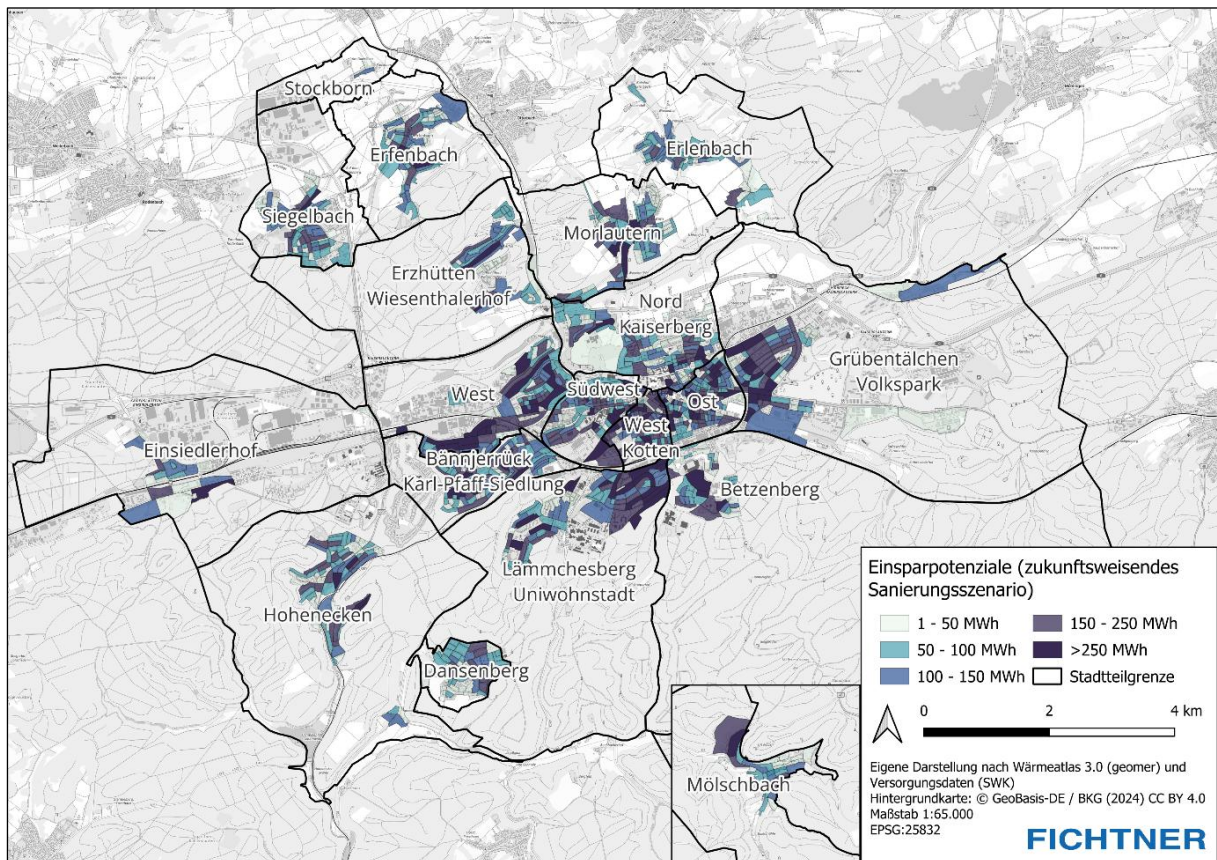 Stockborn
Erfenbach
Erlenbach
Siegelbach
Morlautern
Erzhütten
Wiesenthalerhof
Nord
Kaiserberg
Grübentälchen
Volkspark
West
Südwest
Ost
West
Kotten
Einsiedlerhof
Bännjerrück
Karl-Pfaff-Siedlung
Betzenberg
Lämmchesberg
Uniwohnstadt
Hohenecken
Dansenberg
Mölschbach
Einsparpotenziale (zukunftsweisendes
Sanierungsszenario)
1 - 50 MWh
50 - 100 MWh
100 - 150 MWh
150 - 250 MWh
>250 MWh
Stadtteilgrenze
0 2 4 km
Eigene Darstellung nach Wärmeatlas 3.0 (geomer) und
Versorgungsdaten (SWK)
Hintergrundkarte: © GeoBasis-DE / BKG (2024) CC BY 4.0
Maßstab 1:65.000
EPSG:25832
FICHTNER